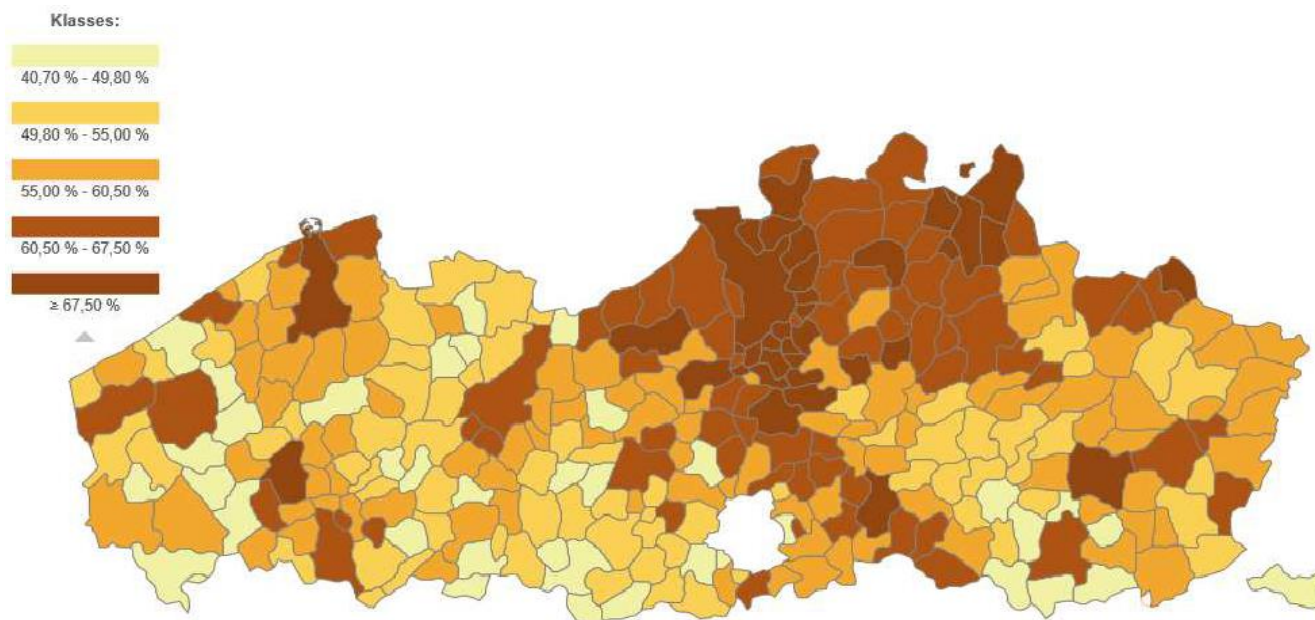 Klasses:
40,70 % - 49,80 %
49,80 % - 55,00 %
55,00 % - 60,50 %
60,50 % - 67,50 %
≥ 67,50 %